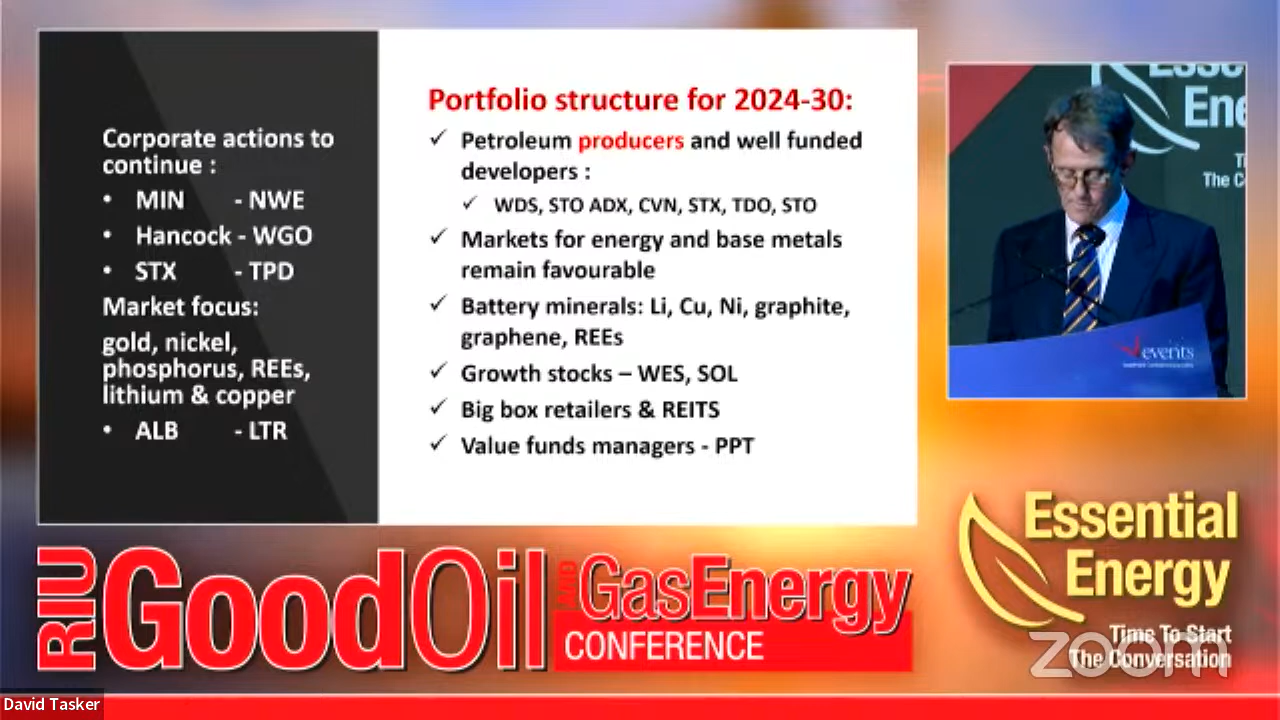 Corporate actions to
continue :
• MIN - NWE
• Hancock - WGO
• STX - TPD
Market focus:
gold, nickel,
phosphorus, REEs,
lithium & copper
• ALB - LTR
Portfolio structure for 2024-30:
✓ Petroleum producers and well funded
developers :
✓ WDS, STO ADX, CVN, STX, TDO, STO
✓ Markets for energy and base metals
remain favourable
✓ Battery minerals: Li, Cu, Ni, graphite,
graphene, REEs
✓ Growth stocks – WES, SOL
✓ Big box retailers & REITS
✓ Value funds managers - PPT
Esse
Ene
The C
events
RIU GoodOil AND GasEnergy
CONFERENCE
Essential
Energy
Time To Start
The Conversation
zoom
David Tasker